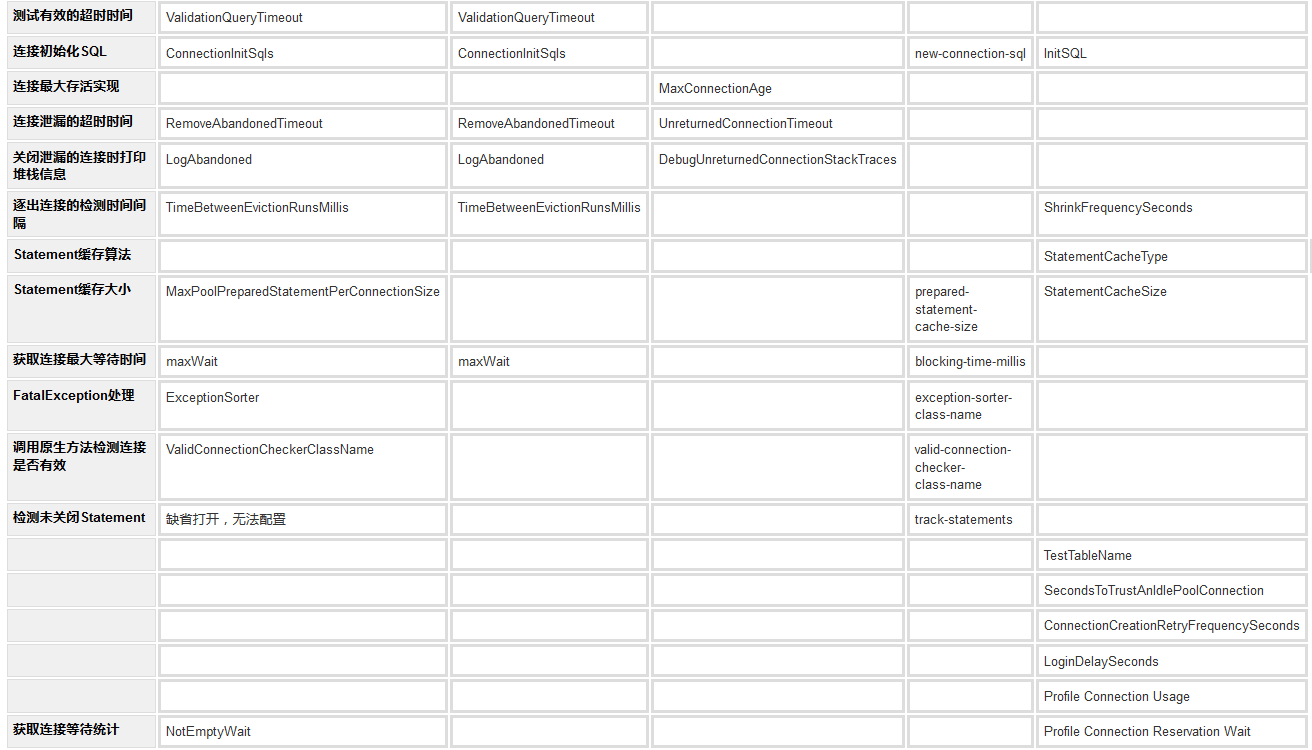 测试有效的超时时间 ValidationQueryTimeout ValidationQueryTimeout
连接初始化SQL ConnectionInitSqls ConnectionInitSqls new-connection-sql InitSQL
连接最大存活实现 MaxConnectionAge
连接泄漏的超时时间 RemoveAbandonedTimeout RemoveAbandonedTimeout UnreturnedConnectionTimeout
关闭泄漏的连接时打印 LogAbandoned LogAbandoned DebugUnreturnedConnectionStackTraces
堆栈信息
逐出连接的检测时间间 TimeBetweenEvictionRunsMillis TimeBetweenEvictionRunsMillis ShrinkFrequencySeconds
隔
Statement缓存算法 StatementCacheType
Statement缓存大小 MaxPoolPreparedStatementPerConnectionSize prepared- StatementCacheSize
statement-
cache-size
获取连接最大等待时间 maxWait maxWait blocking-time-millis
FatalException处理 ExceptionSorter exception-sorter-
class-name
调用原生方法检测连接 ValidConnectionCheckerClassName valid-connection-
是否有效 checker-
class-name
检测未关闭Statement 缺省打开，无法配置 track-statements
TestTableName
SecondsToTrustAnIdlePoolConnection
ConnectionCreationRetryFrequencySeconds
LoginDelaySeconds
Profile Connection Usage
获取连接等待统计 NotEmptyWait Profile Connection Reservation Wait